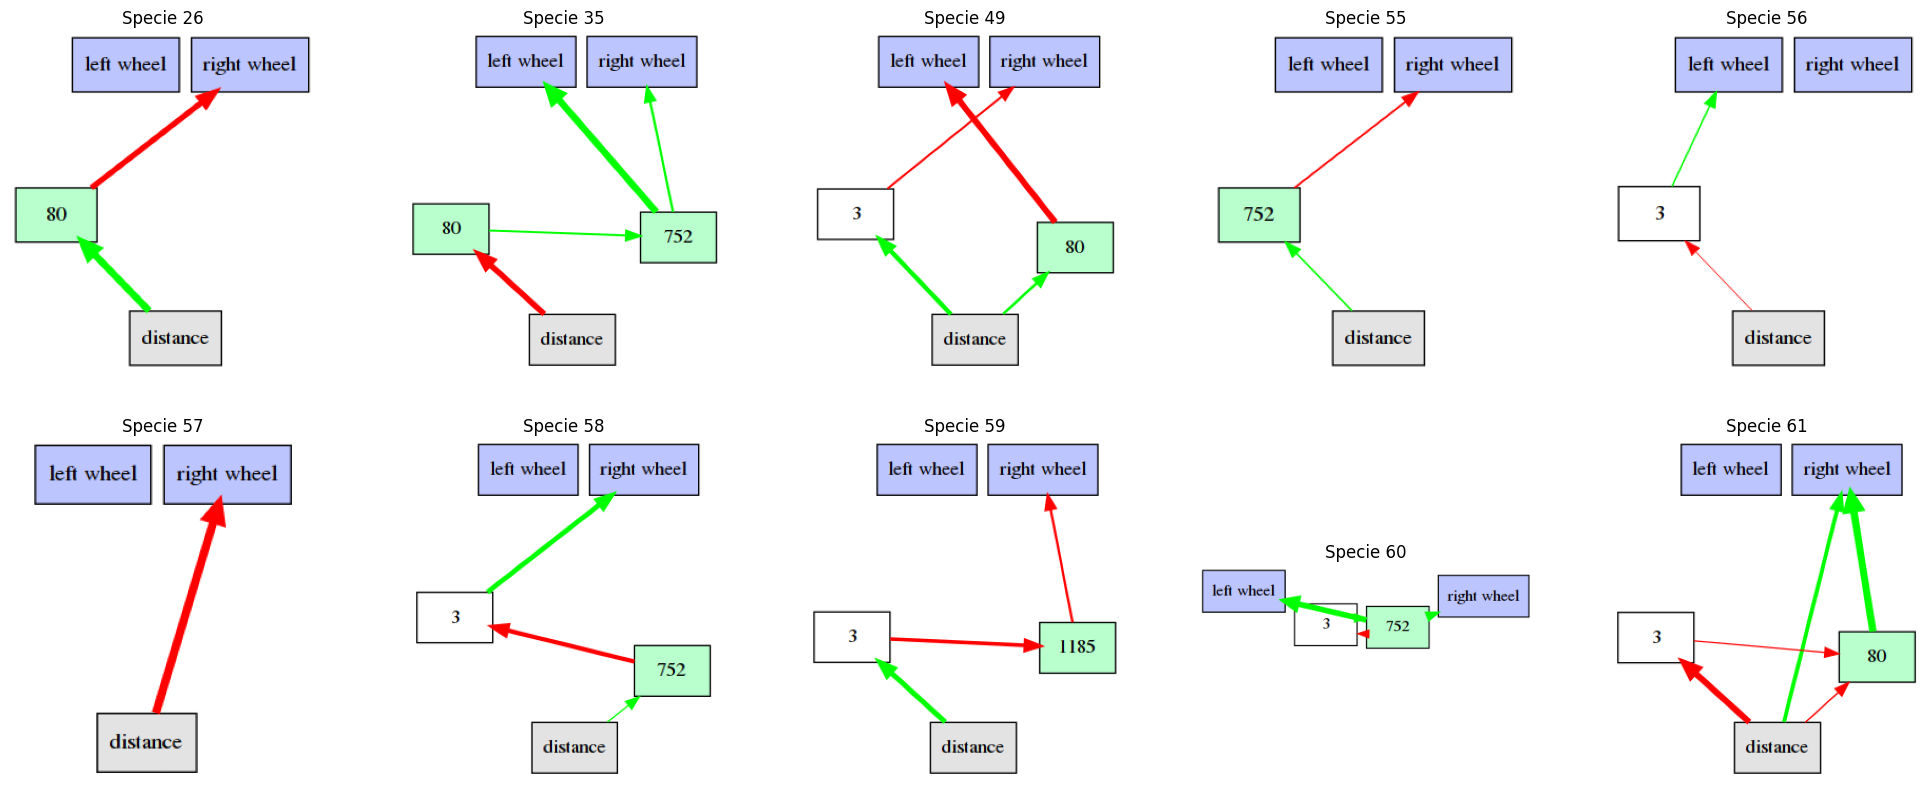 Specie 26
left wheel
right wheel
80
distance
Specie 35
left wheel
right wheel
80
752
distance
Specie 49
left wheel
right wheel
3
80
distance
Specie 55
left wheel
right wheel
752
distance
Specie 56
left wheel
right wheel
3
distance
Specie 57
left wheel
right wheel
distance
Specie 58
left wheel
right wheel
3
752
distance
Specie 59
left wheel
right wheel
3
1185
distance
Specie 60
left wheel
right wheel
3
752
Specie 61
left wheel
right wheel
3
80
distance